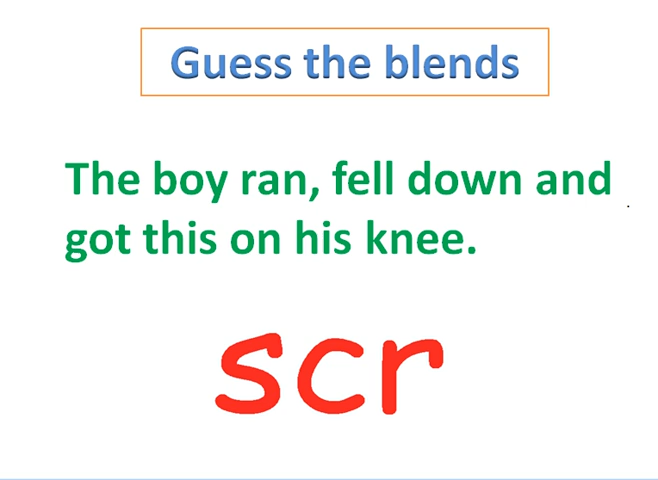 Guess the blends
The boy ran, fell down and
got this on his knee.
scr